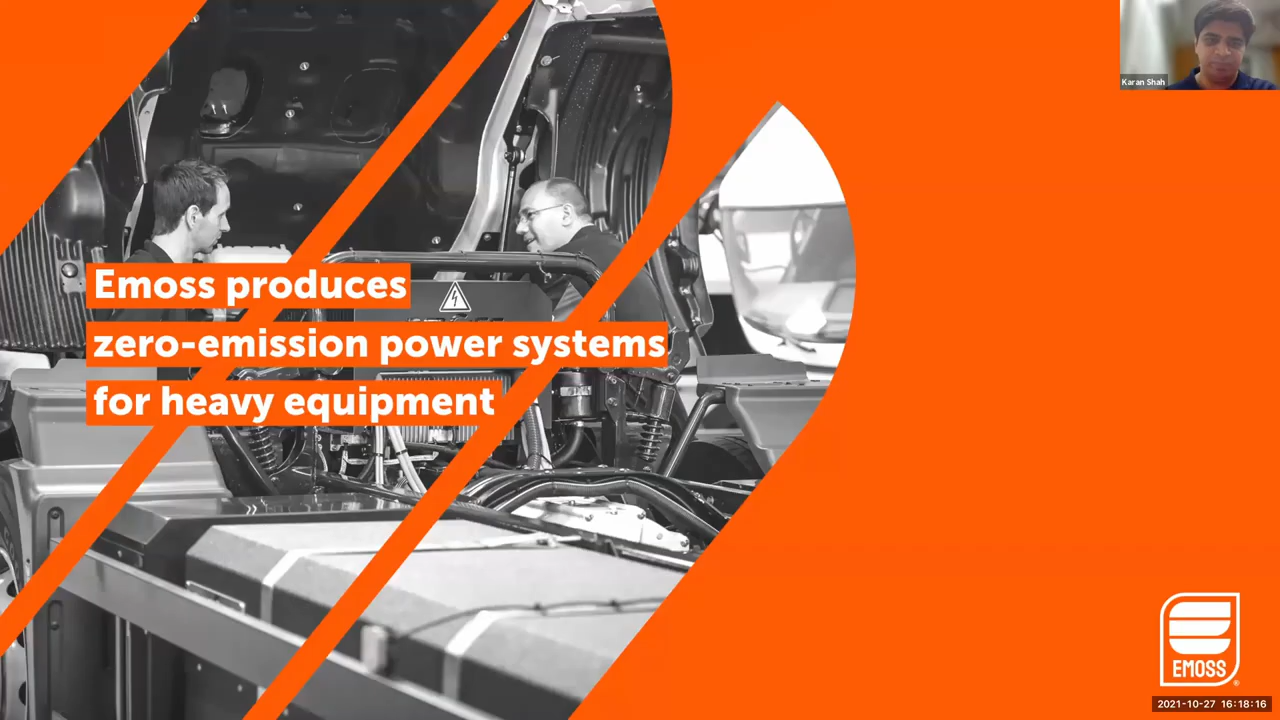 Karan Shah
Emoss produces
zero-emission power systems
for heavy equipment
EMOSS
®
2021-10-27 16:18:16